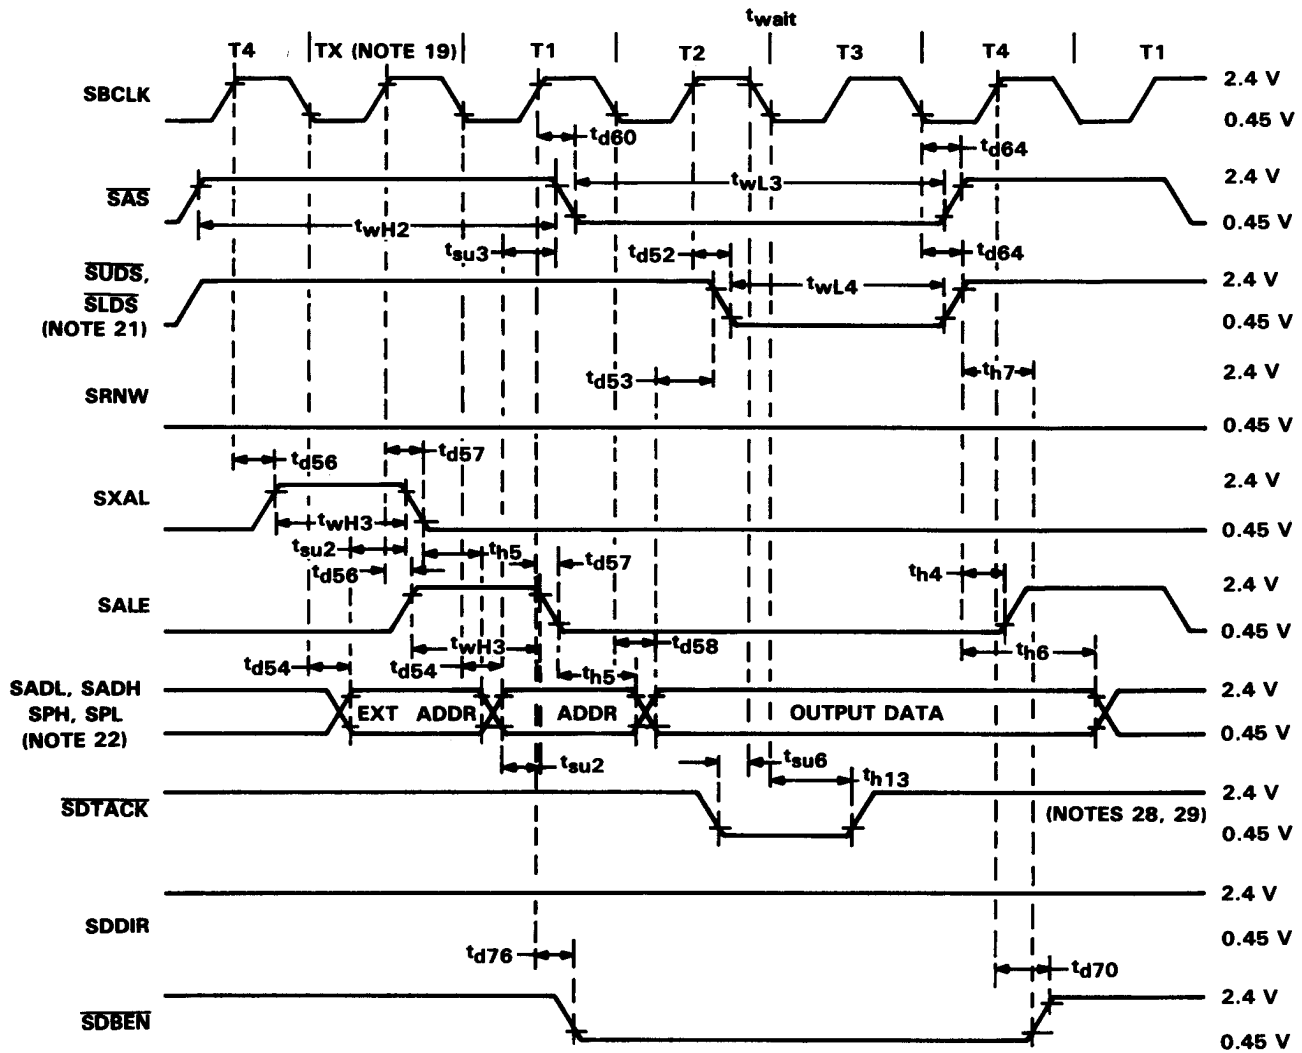 twait
T4 TX (NOTE 19) T1 T2 T3 T4 T1
SBCLK 2.4 V
0.45 V
td60 td64
SAS 2.4 V
twL3
0.45 V
twH2
tsu3 td52 td64
SUDS, 2.4 V
SLDS twL4
(NOTE 21) 0.45 V
td53 th7 2.4 V
SRNW
0.45 V
td56 td57
SXAL 2.4 V
twH3 0.45 V
tsu2 th5 td57
td56 th4
SALE 2.4 V
0.45 V
twH3 td58
td54 td54 th5 th6
SADL, SADH 2.4 V
SPH, SPL EXT ADDR ADDR OUTPUT DATA
(NOTE 22) 0.45 V
tsu2 tsu6
th13
SDTACK 2.4 V
(NOTES 28, 29)
0.45 V
2.4 V
SDDIR
0.45 V
td76 td70
SDBEN 2.4 V
0.45 V